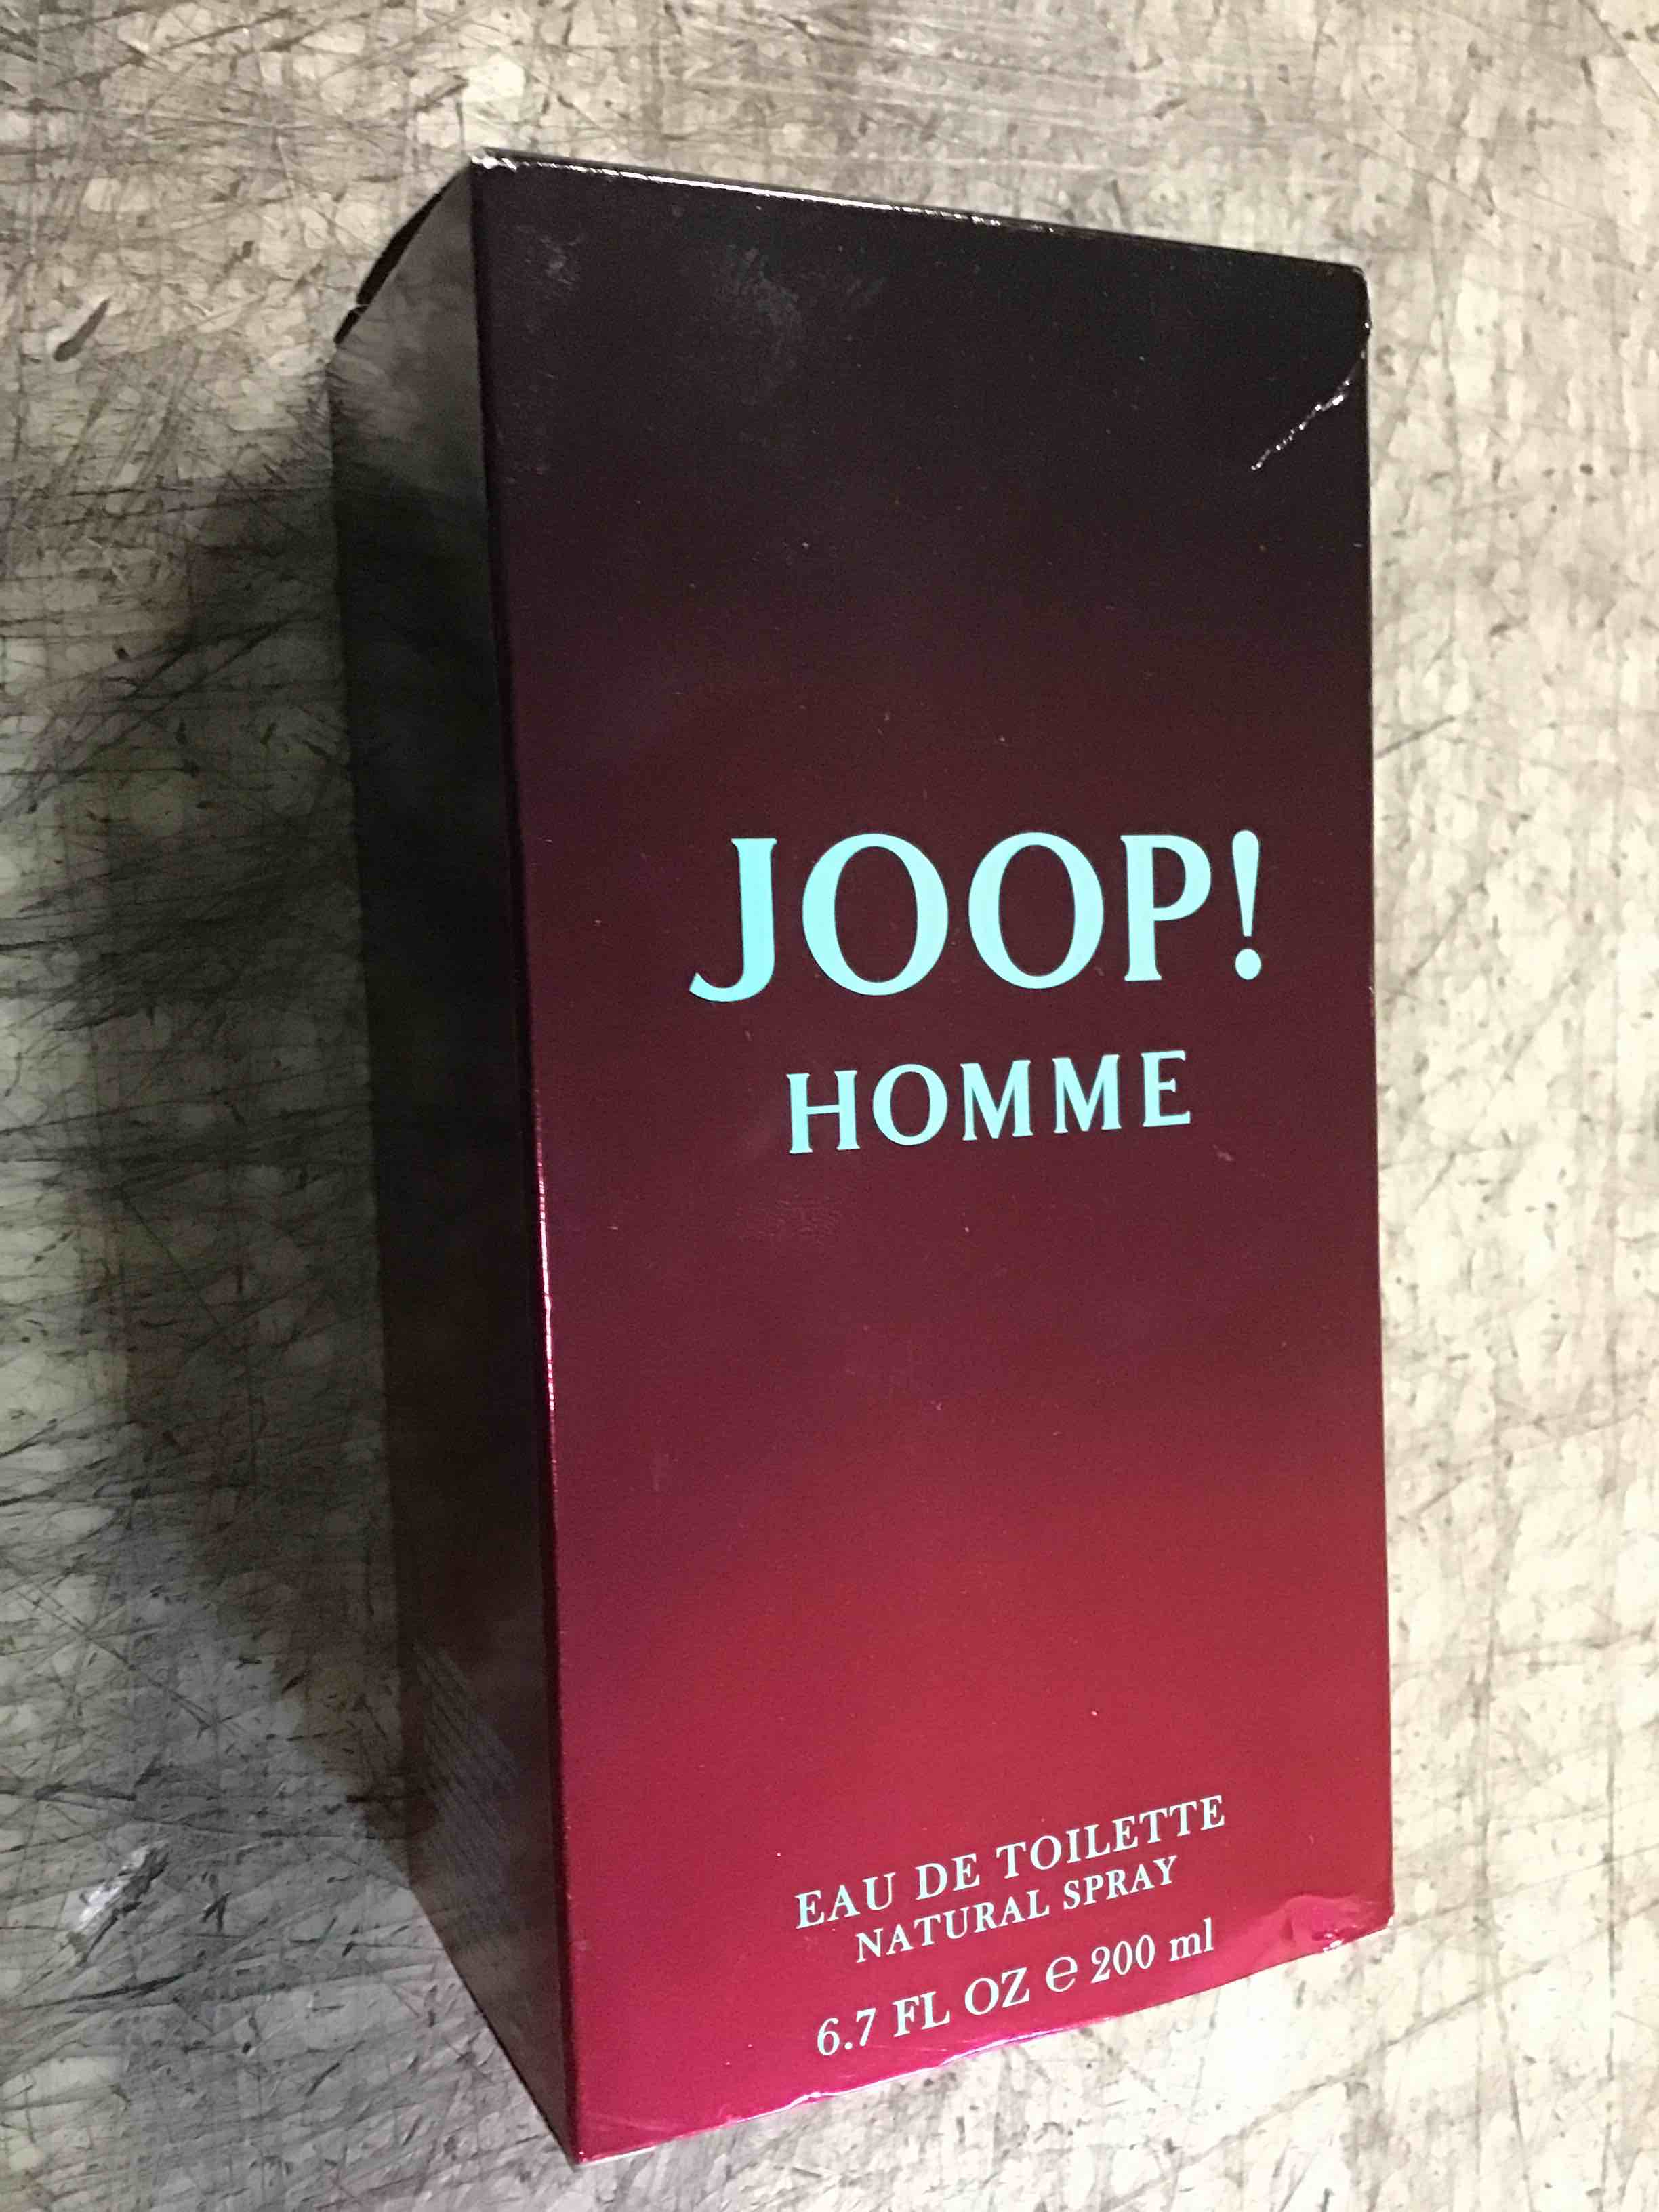 JOOP!
HOMME
EAU DE TOILETTE
NATURAL SPRAY
6.7 FL OZ ℮ 200 ml